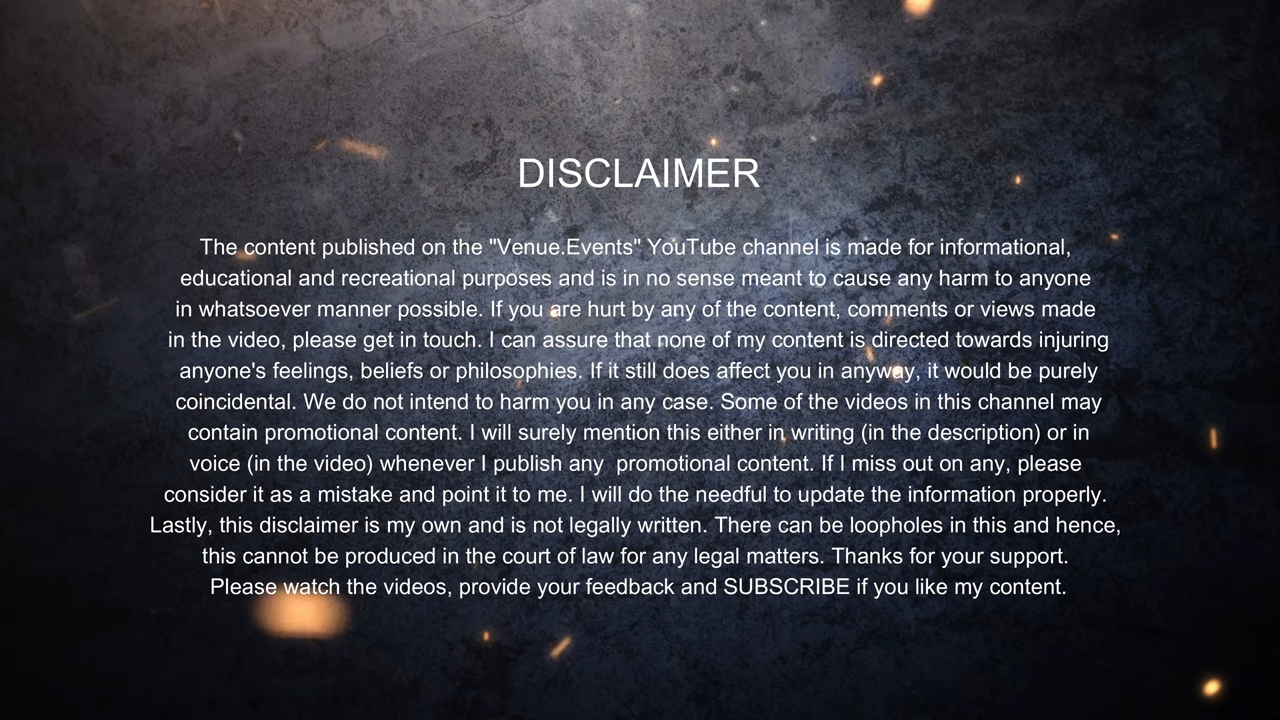 DISCLAIMER
The content published on the "Venue.Events" YouTube channel is made for informational,
educational and recreational purposes and is in no sense meant to cause any harm to anyone
in whatsoever manner possible. If you are hurt by any of the content, comments or views made
in the video, please get in touch. I can assure that none of my content is directed towards injuring
anyone's feelings, beliefs or philosophies. If it still does affect you in anyway, it would be purely
coincidental. We do not intend to harm you in any case. Some of the videos in this channel may
contain promotional content. I will surely mention this either in writing (in the description) or in
voice (in the video) whenever I publish any  promotional content. If I miss out on any, please
consider it as a mistake and point it to me. I will do the needful to update the information properly.
Lastly, this disclaimer is my own and is not legally written. There can be loopholes in this and hence,
this cannot be produced in the court of law for any legal matters. Thanks for your support.
Please watch the videos, provide your feedback and SUBSCRIBE if you like my content.